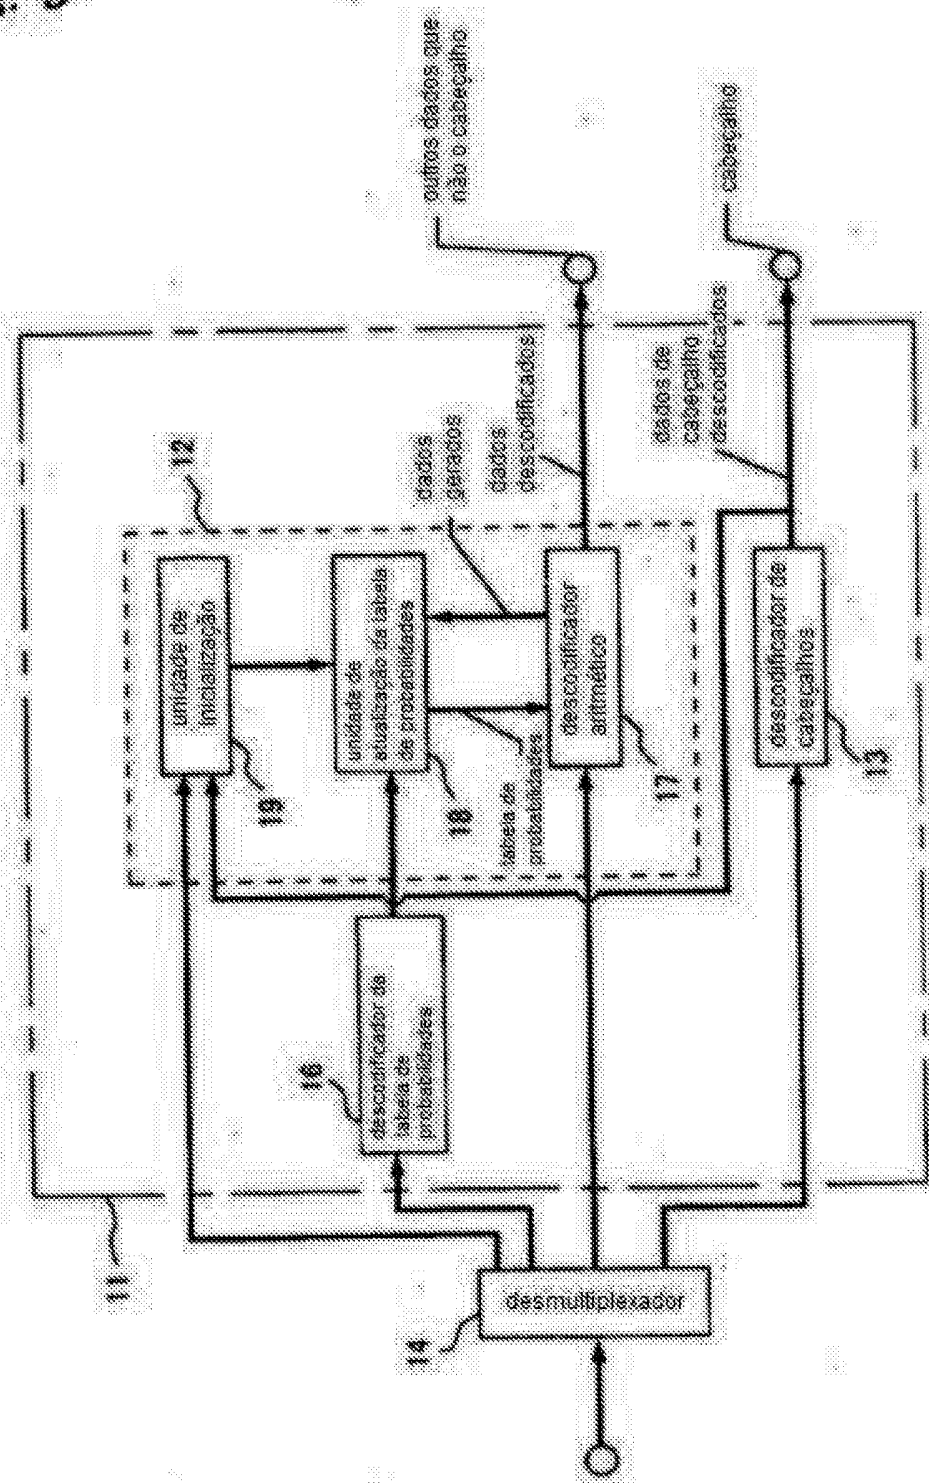 11
12
unidade de
inicialização
19
unidade de
atualização da tabela
de probabilidades
18
dados
gerados
tabela de
probabilidades
descodificador
aritmético
17
dados
descodificados
outros dados que
não o cabeçalho
16
descodificador da
tabela de
probabilidades
dados de
cabeçalho
descodificados
cabeçalho
descodificador de
cabeçalhos
13
14
desmultiplexador